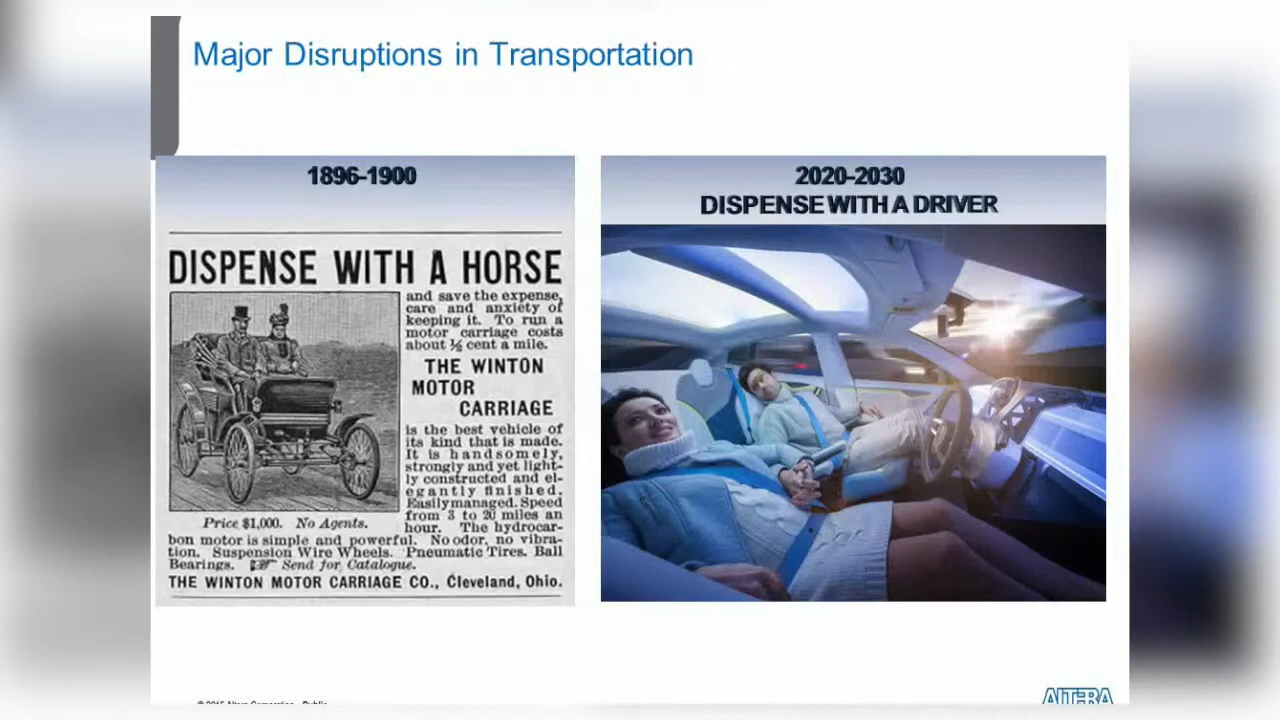 Major Disruptions in Transportation
1896-1900
DISPENSE WITH A HORSE
and save the expense,
care and anxiety of
keeping it. To run a
motor carriage costs
about ½ cent a mile.
THE WINTON
MOTOR
CARRIAGE
is the best vehicle of
its kind that is made.
It is handsomely,
strongly and yet light-
ly constructed and el-
egantly finished.
Easily managed. Speed
from 3 to 20 miles an
hour. The hydrocar-
Price $1,000. No Agents.
bon motor is simple and powerful. No odor, no vibra-
tion. Suspension Wire Wheels. Pneumatic Tires. Ball
Bearings. Send for Catalogue.
THE WINTON MOTOR CARRIAGE CO., Cleveland, Ohio.
2020-2030
DISPENSE WITH A DRIVER
© 2015 Altera Corporation - Public
ALTERA